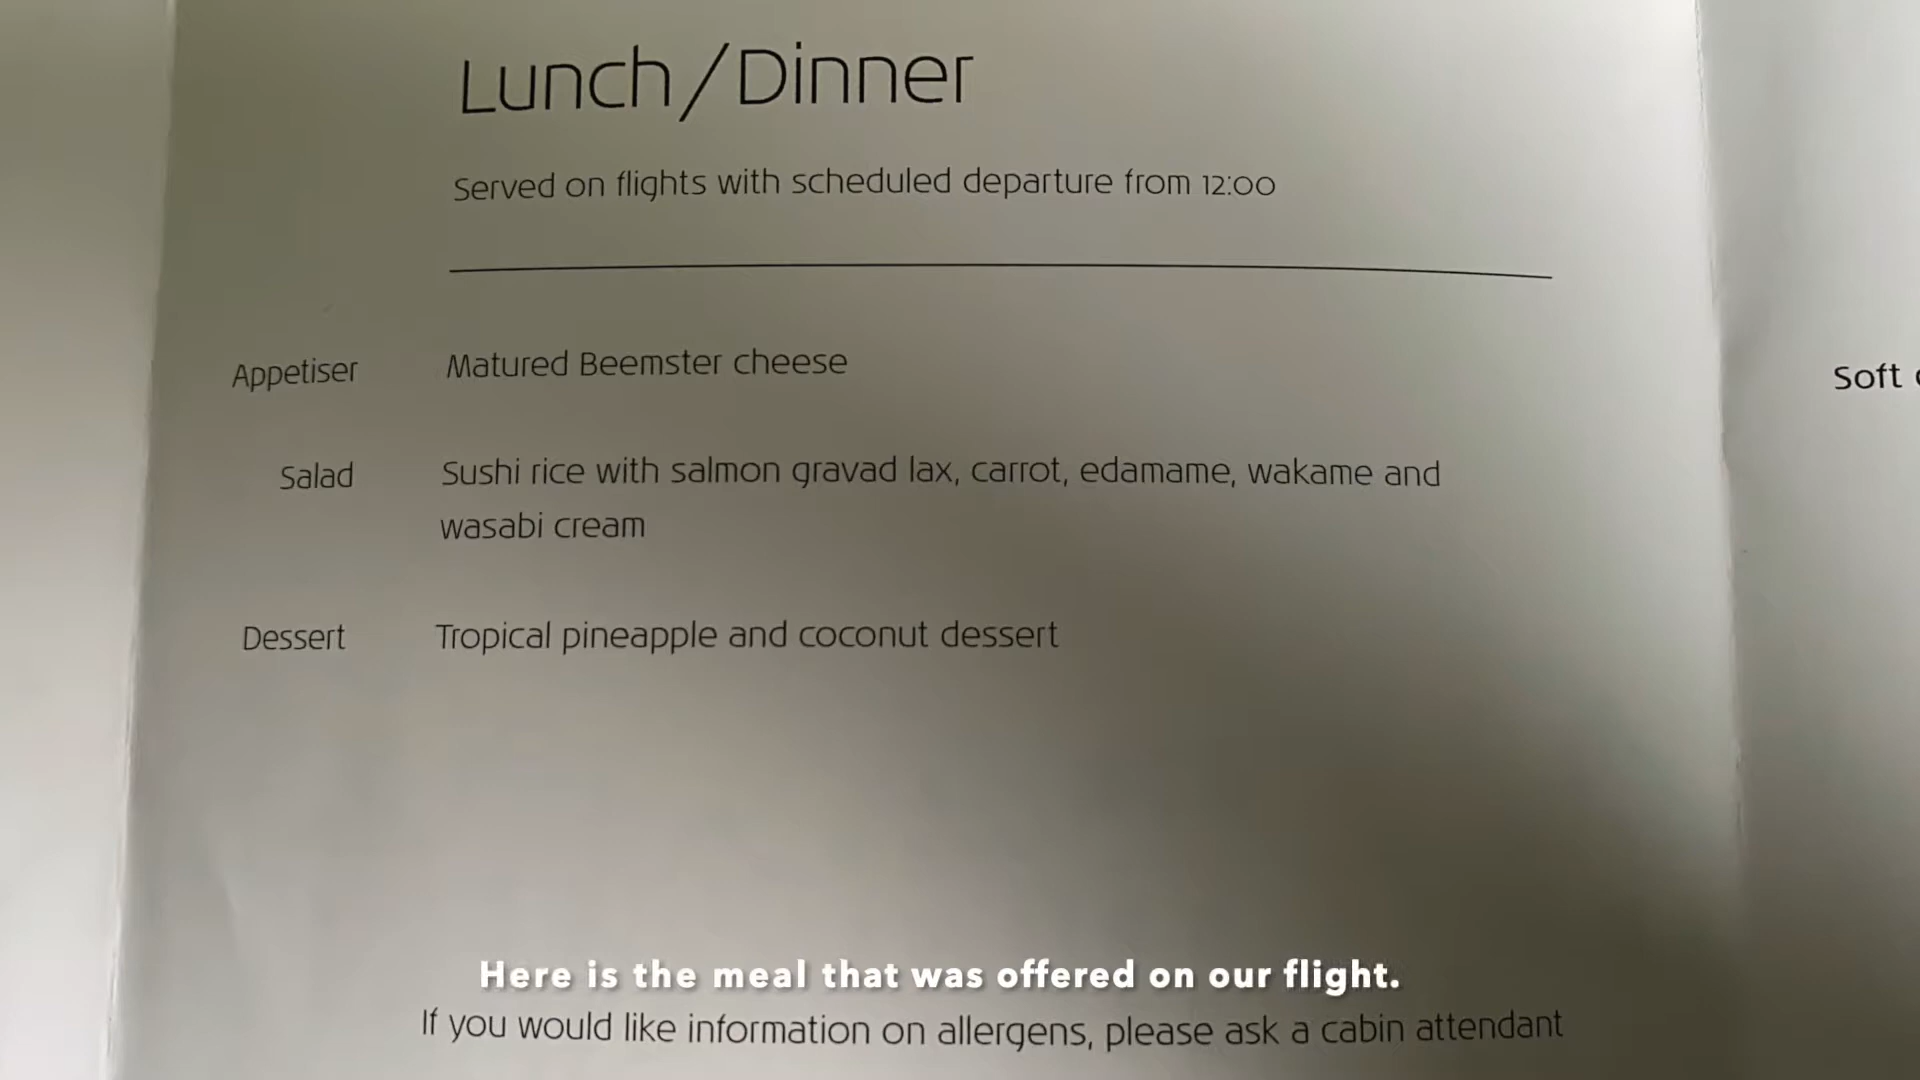 Lunch/Dinner
Served on flights with scheduled departure from 12:00
Appetiser Matured Beemster cheese
Salad Sushi rice with salmon gravad lax, carrot, edamame, wakame and
wasabi cream
Dessert Tropical pineapple and coconut dessert
Soft
Here is the meal that was offered on our flight.
If you would like information on allergens, please ask a cabin attendant